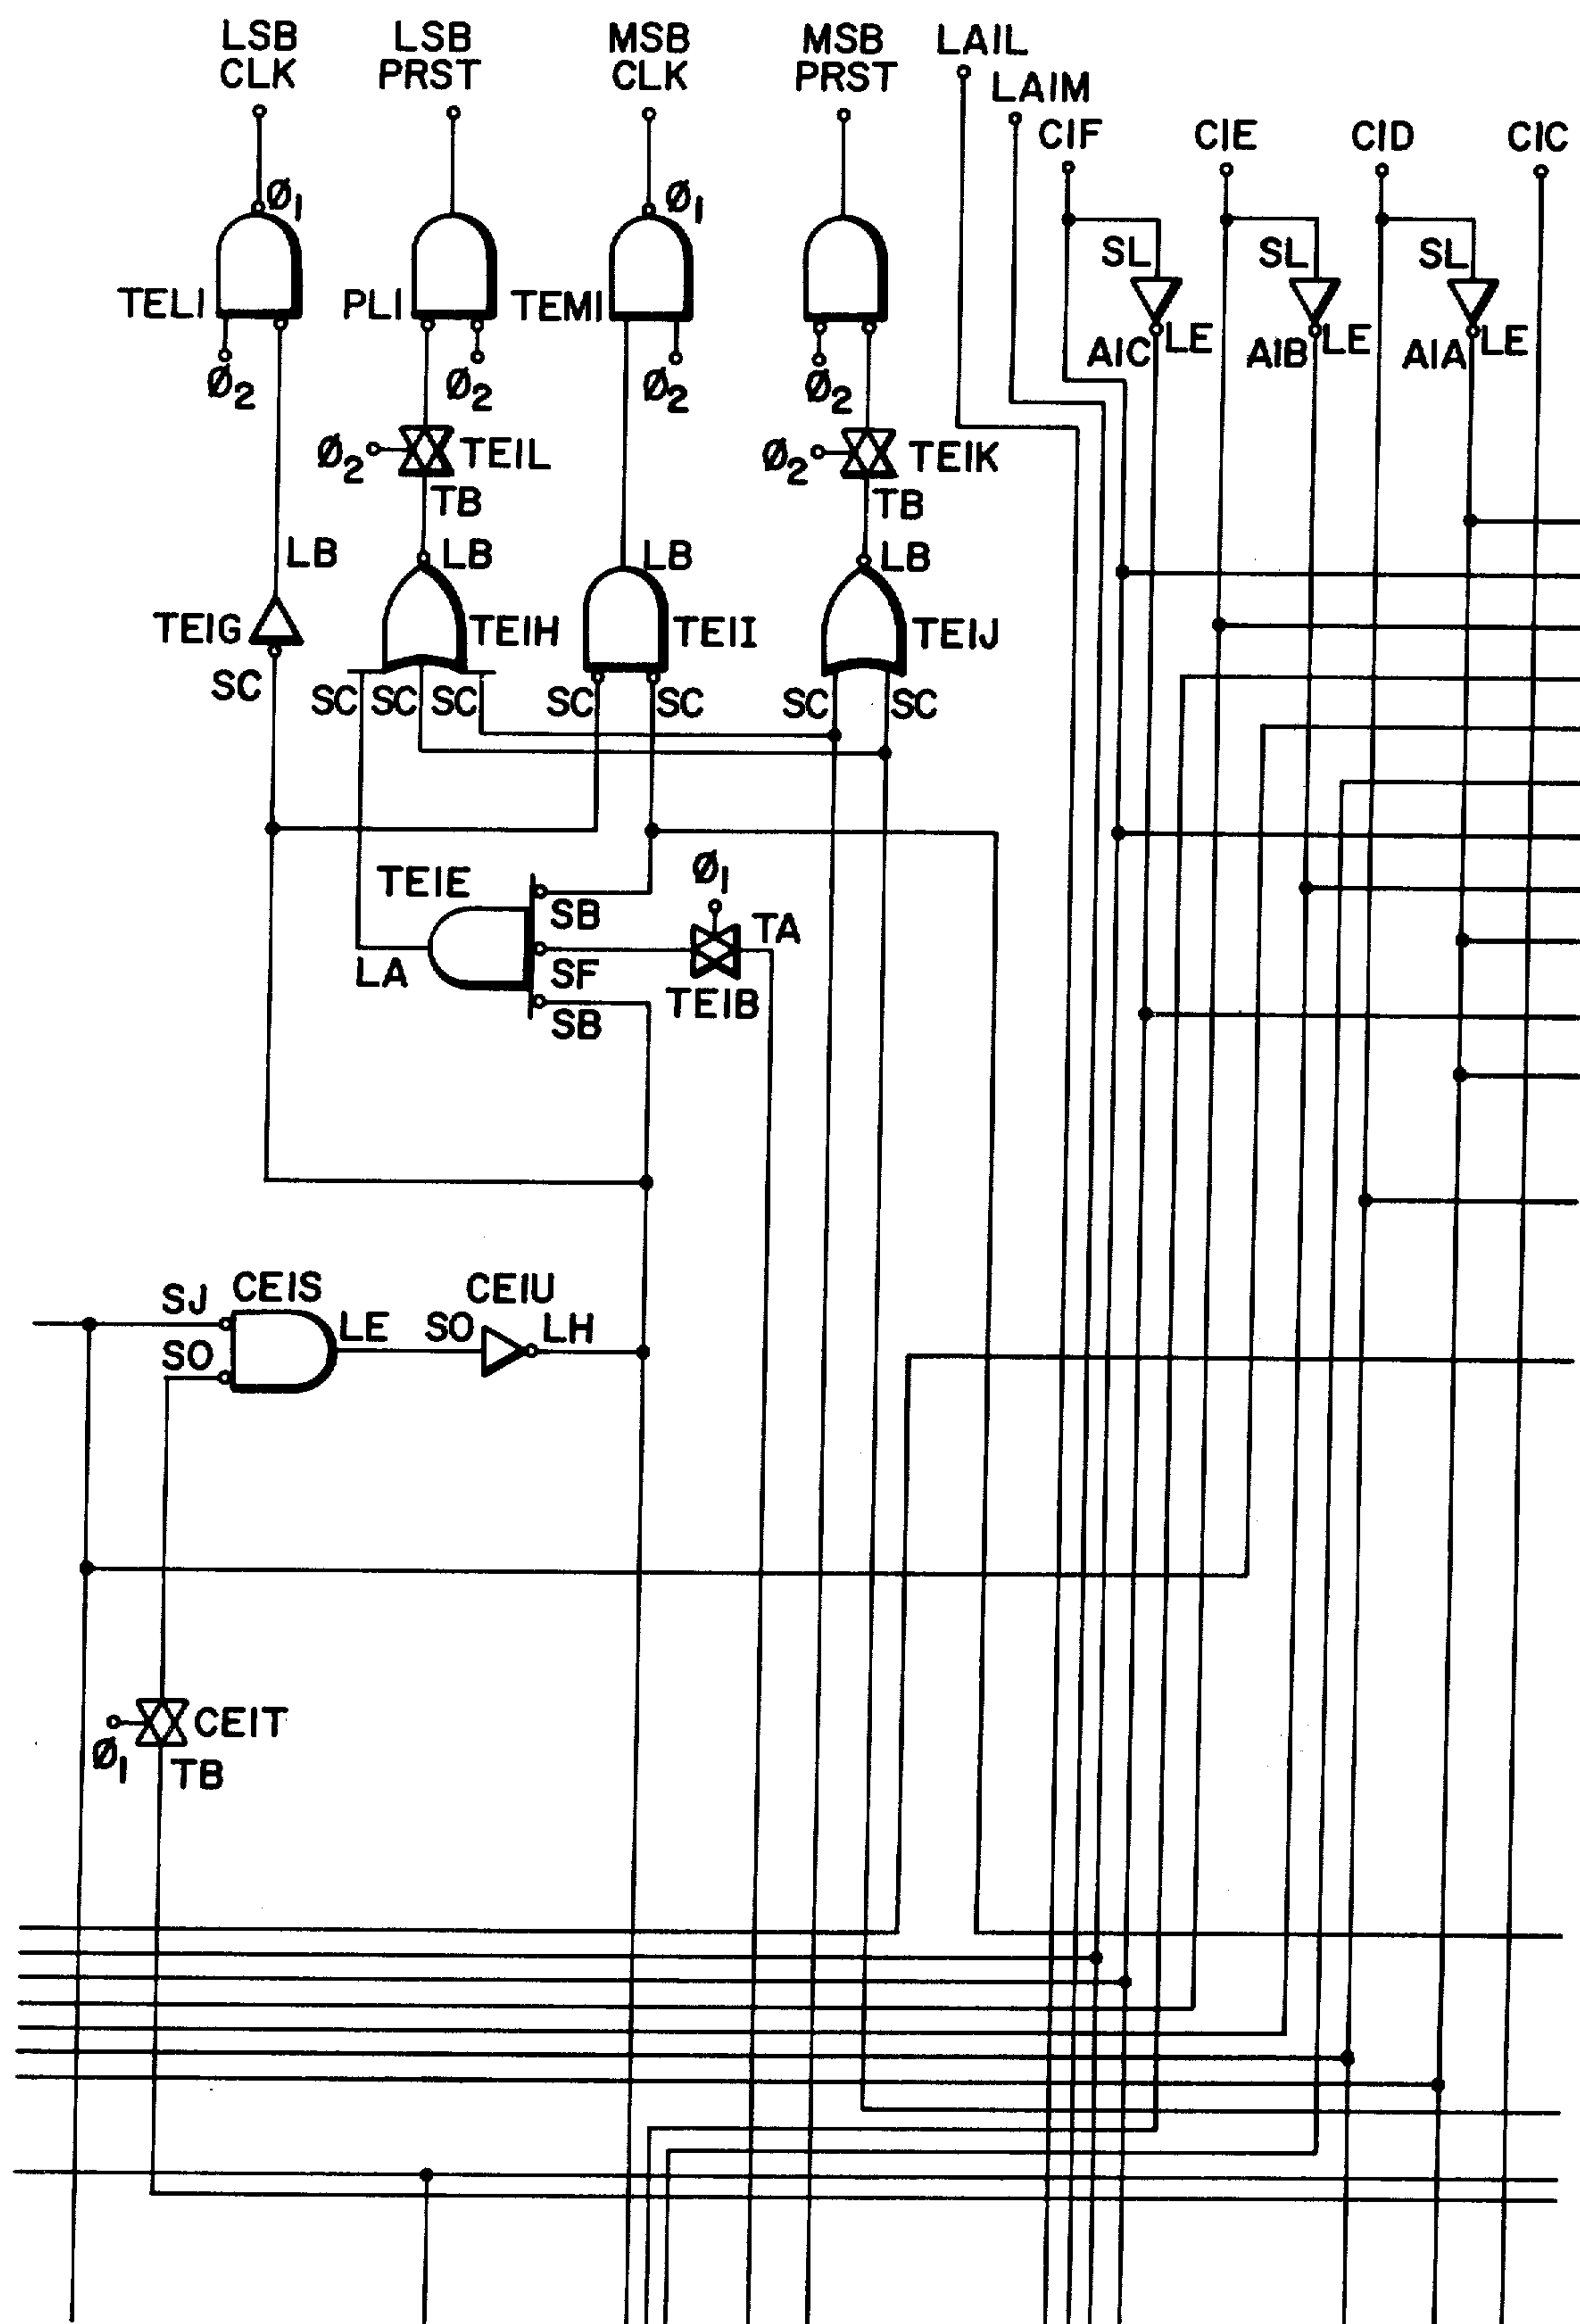 LSB CLK
LSB PRST
MSB CLK
MSB PRST
LAIL
LAIM
CIF
CIE
CID
CIC
Ø1
Ø1
TELI
PLI
TEMI
Ø2
Ø2
Ø2
Ø2
SL
SL
SL
AIC
LE
AIB
LE
AIA
LE
Ø2
TEIL
TB
Ø2
TEIK
TB
LB
LB
LB
LB
TEIG
TEIH
TEII
TEIJ
SC
SC
SC
SC
SC
SC
SC
SC
TEIE
SB
Ø1
TA
LA
SF
TEIB
SB
SJ
CEIS
LE
SO
CEIU
LH
SO
CEIT
Ø1
TB